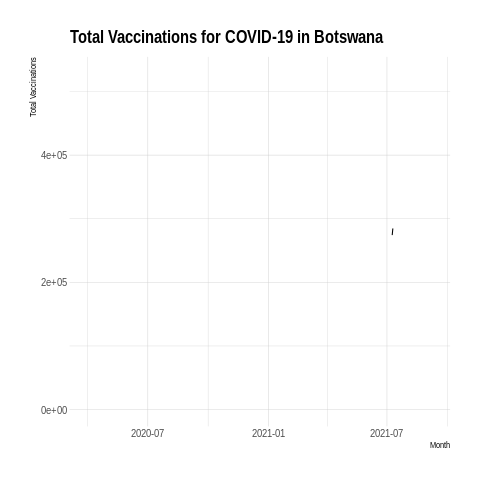 Total Vaccinations for COVID-19 in Botswana
Total Vaccinations
4e+05
2e+05
0e+00
2020-07
2021-01
2021-07
Month